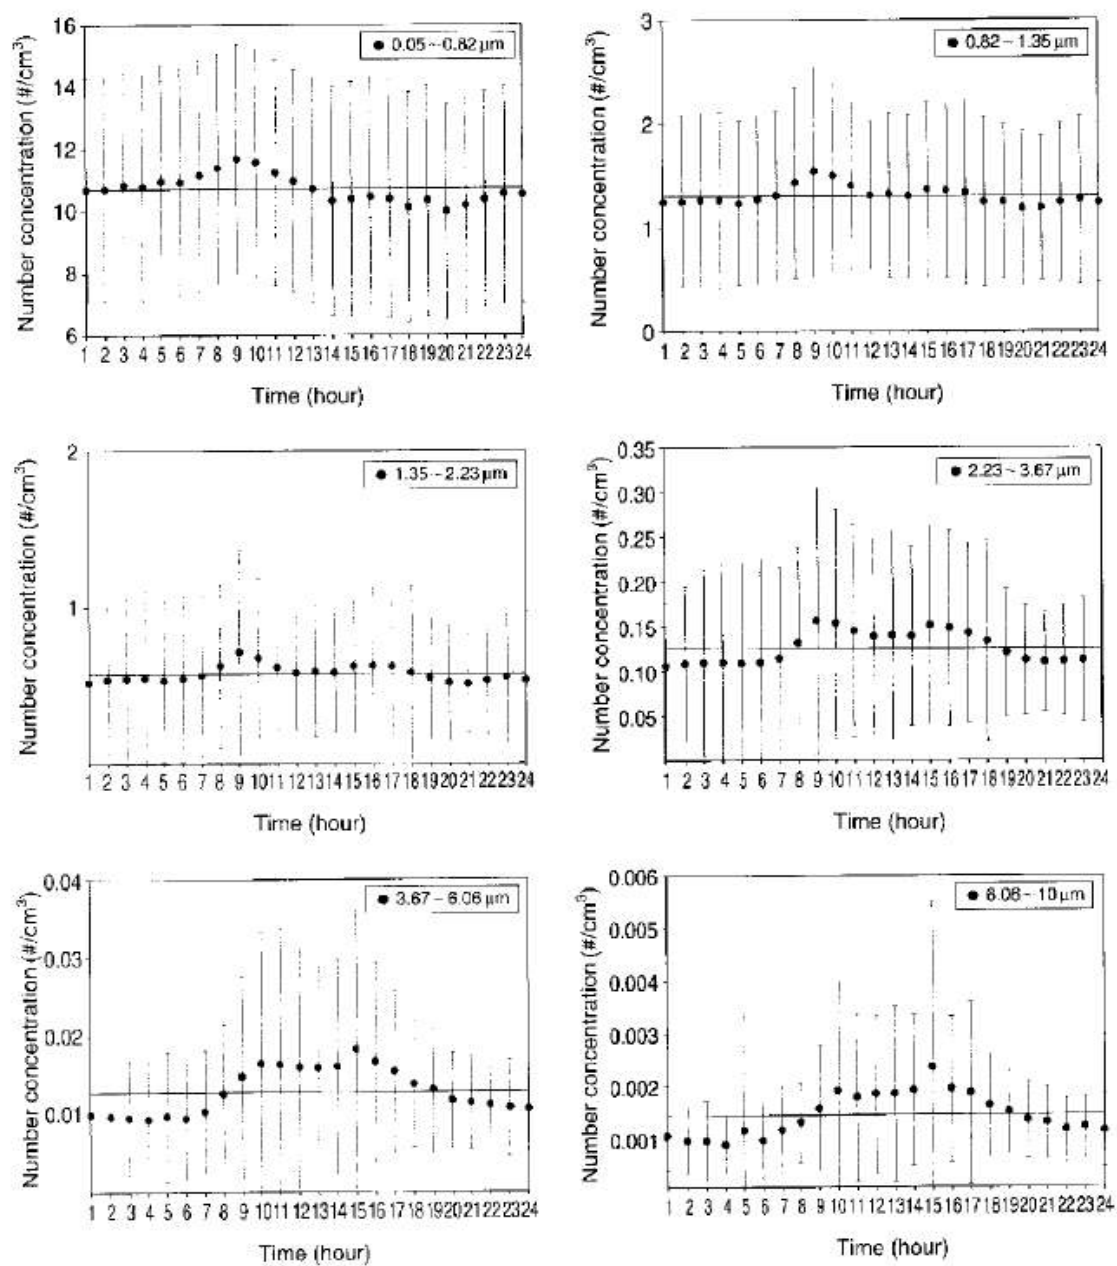 Number concentration (#/cm³)
16
14
12
10
8
6
0.05~0.82 μm
1 2 3 4 5 6 7 8 9 10 11 12 13 14 15 16 17 18 19 20 21 22 23 24
Time (hour)
Number concentration (#/cm³)
3
2
1
0
0.82~1.35 μm
1 2 3 4 5 6 7 8 9 10 11 12 13 14 15 16 17 18 19 20 21 22 23 24
Time (hour)
Number concentration (#/cm³)
2
1
1.35~2.23 μm
1 2 3 4 5 6 7 8 9 10 11 12 13 14 15 16 17 18 19 20 21 22 23 24
Time (hour)
Number concentration (#/cm³)
0.35
0.30
0.25
0.20
0.15
0.10
0.05
2.23~3.67 μm
1 2 3 4 5 6 7 8 9 10 11 12 13 14 15 16 17 18 19 20 21 22 23 24
Time (hour)
Number concentration (#/cm³)
0.04
0.03
0.02
0.01
3.67~6.06 μm
1 2 3 4 5 6 7 8 9 10 11 12 13 14 15 16 17 18 19 20 21 22 23 24
Time (hour)
Number concentration (#/cm³)
0.006
0.005
0.004
0.003
0.002
0.001
6.06~10 μm
1 2 3 4 5 6 7 8 9 10 11 12 13 14 15 16 17 18 19 20 21 22 23 24
Time (hour)